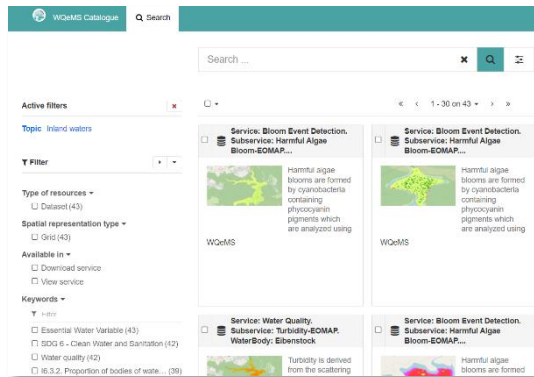 WQeMS Catalogue
Search
Search ...
Active filters
1 - 30 on 43
Topic Inland waters
Filter
Type of resources
Dataset (43)
Spatial representation type
Grid (43)
Available in
Download service
View service
Keywords
Filter
Essential Water Variable (43)
SDG 6 - Clean Water and Sanitation (42)
Water quality (42)
I6.3.2. Proportion of bodies of wate... (39)
Service: Bloom Event Detection.
Subservice: Harmful Algae
Bloom-EOMAP....
Harmful algae
blooms are formed
by cyanobacteria
containing
phycocyanin
pigments which
are analyzed using
WQeMS
Service: Bloom Event Detection.
Subservice: Harmful Algae
Bloom-EOMAP....
Harmful algae
blooms are formed
by cyanobacteria
containing
phycocyanin
pigments which
are analyzed using
WQeMS
Service: Water Quality.
Subservice: Turbidity-EOMAP.
WaterBody: Eibenstock
Turbidity is derived
from the scattering
Service: Bloom Event Detection.
Subservice: Harmful Algae
Bloom-EOMAP....
Harmful algae
blooms are formed